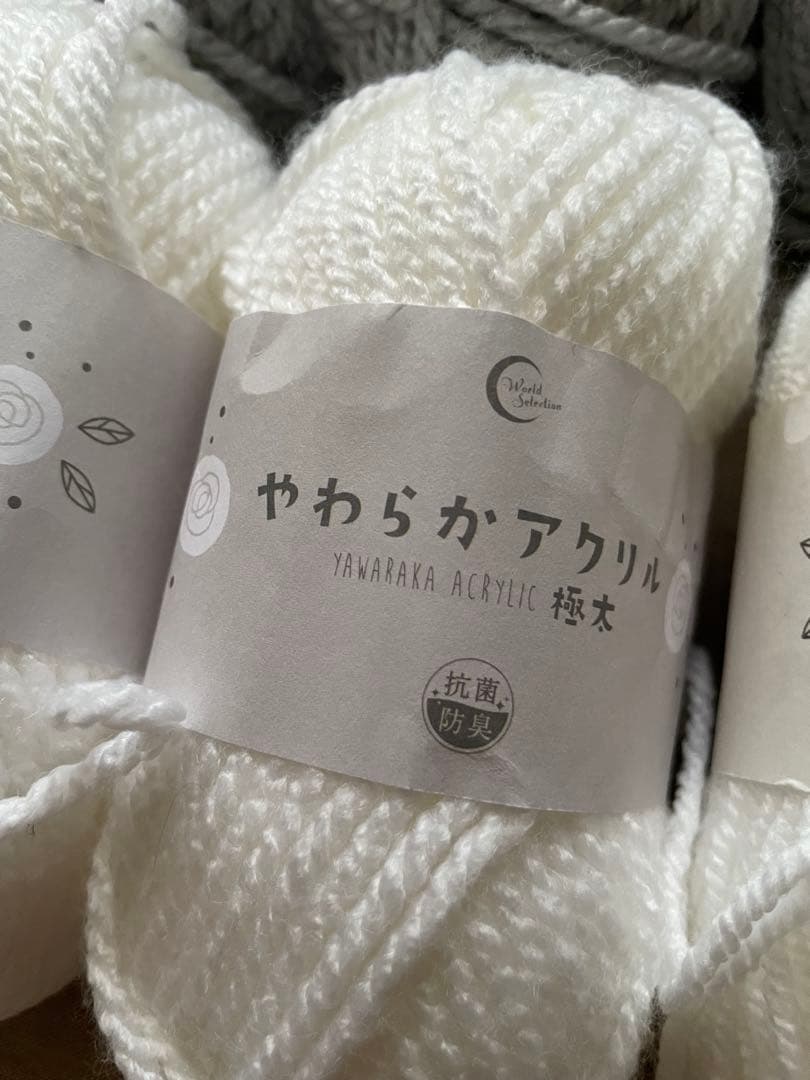 World
Selection
やわらかアクリル
YAWARAKA ACRYLIC 極太
抗菌
防臭